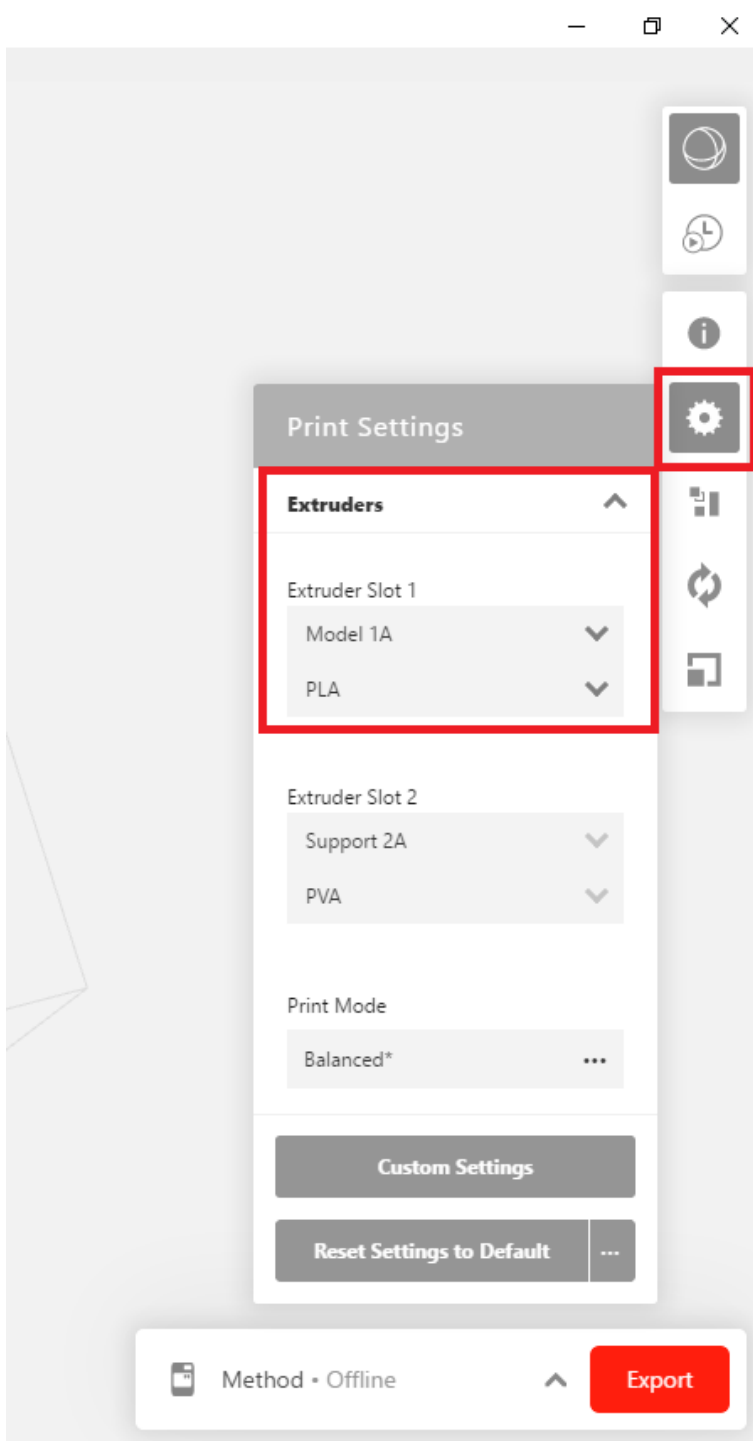 Print Settings
Extruders
Extruder Slot 1
Model 1A
PLA
Extruder Slot 2
Support 2A
PVA
Print Mode
Balanced*
Custom Settings
Reset Settings to Default
Method • Offline
Export